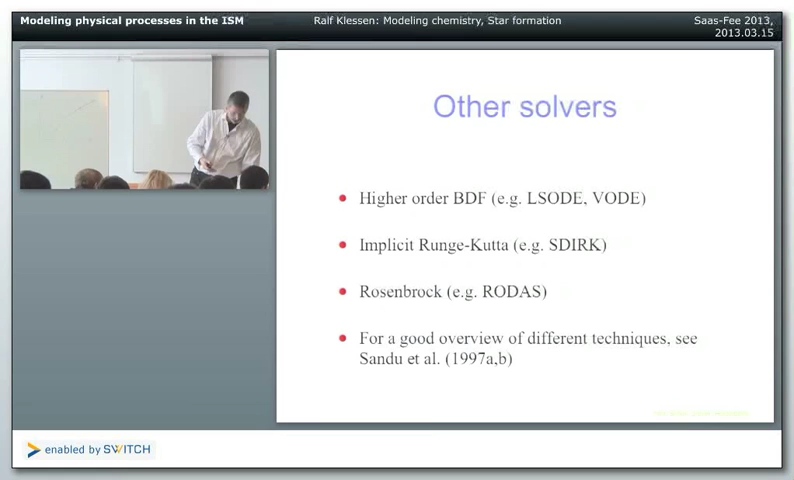 Modeling physical processes in the ISM
Ralf Klessen: Modeling chemistry, Star formation
Saas-Fee 2013,
2013.03.15
Other solvers
Higher order BDF (e.g. LSODE, VODE)
Implicit Runge-Kutta (e.g. SDIRK)
Rosenbrock (e.g. RODAS)
For a good overview of different techniques, see
Sandu et al. (1997a,b)
enabled by SWITCH